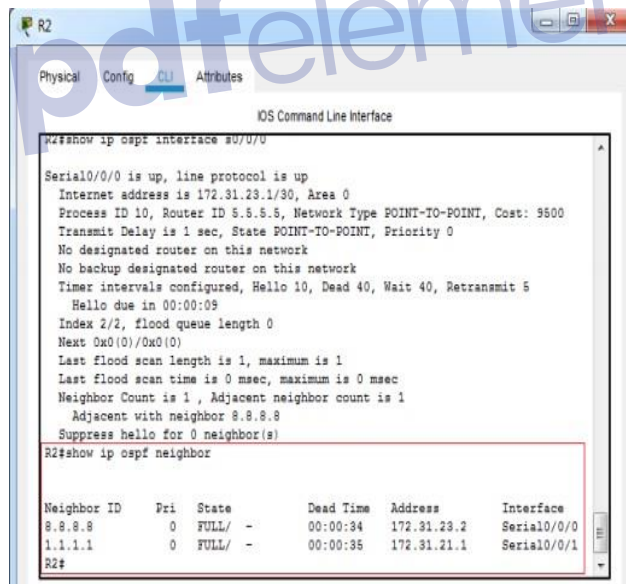 pdfelemen
R2
Physical Config CLI Attributes
IOS Command Line Interface
R2#show ip ospf interface s0/0/0
Serial0/0/0 is up, line protocol is up
Internet address is 172.31.23.1/30, Area 0
Process ID 10, Router ID 5.5.5.5, Network Type POINT-TO-POINT, Cost: 9500
Transmit Delay is 1 sec, State POINT-TO-POINT, Priority 0
No designated router on this network
No backup designated router on this network
Timer intervals configured, Hello 10, Dead 40, Wait 40, Retransmit 5
Hello due in 00:00:09
Index 2/2, flood queue length 0
Next 0x0(0)/0x0(0)
Last flood scan length is 1, maximum is 1
Last flood scan time is 0 msec, maximum is 0 msec
Neighbor Count is 1 , Adjacent neighbor count is 1
Adjacent with neighbor 8.8.8.8
Suppress hello for 0 neighbor(s)
R2#show ip ospf neighbor
Neighbor ID Pri State Dead Time Address Interface
8.8.8.8 0 FULL/ - 00:00:34 172.31.23.2 Serial0/0/0
1.1.1.1 0 FULL/ - 00:00:35 172.31.21.1 Serial0/0/1
R2#